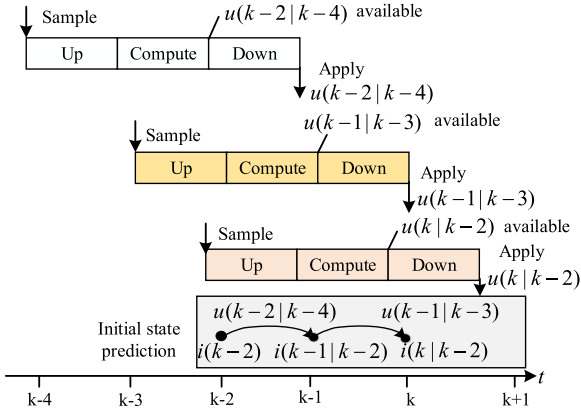 Sample
u(k−2|k−4) available
Up Compute Down
Apply
u(k−2|k−4)
u(k−1|k−3) available
Sample
Up Compute Down
Apply
u(k−1|k−3)
u(k|k−2) available
Sample
Apply
Up Compute Down
u(k|k−2)
u(k−2|k−4) u(k−1|k−3)
Initial state
prediction
i(k−2) i(k−1|k−2) i(k|k−2)
t
k-4 k-3 k-2 k-1 k k+1